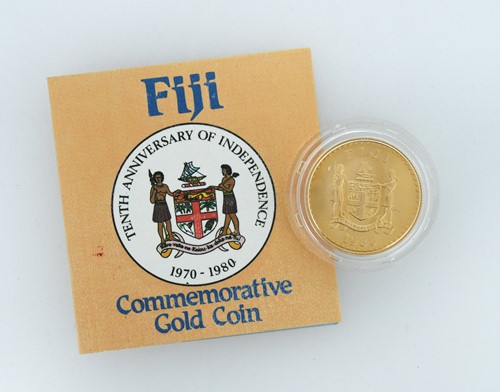 Fiji
TENTH ANNIVERSARY OF INDEPENDENCE
1970 - 1980
Commemorative
Gold Coin